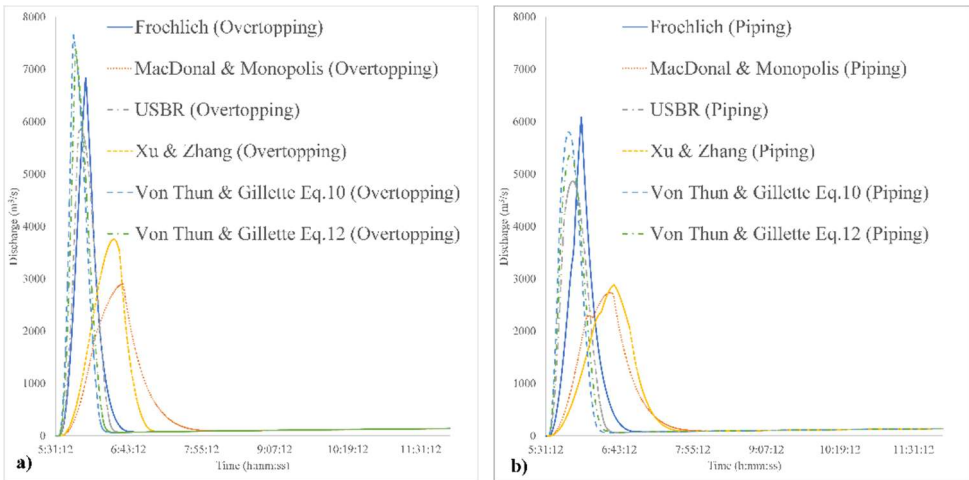 8000
7000
6000
5000
4000
3000
2000
1000
0
Discharge (m³/s)
Froehlich (Overtopping)
MacDonal & Monopolis (Overtopping)
USBR (Overtopping)
Xu & Zhang (Overtopping)
Von Thun & Gillette Eq.10 (Overtopping)
Von Thun & Gillette Eq.12 (Overtopping)
5:31:12 6:43:12 7:55:12 9:07:12 10:19:12 11:31:12
Time (h:mm:ss)
a)
8000
7000
6000
5000
4000
3000
2000
1000
0
Discharge (m³/s)
Froehlich (Piping)
MacDonal & Monopolis (Piping)
USBR (Piping)
Xu & Zhang (Piping)
Von Thun & Gillette Eq.10 (Piping)
Von Thun & Gillette Eq.12 (Piping)
5:31:12 6:43:12 7:55:12 9:07:12 10:19:12 11:31:12
Time (h:mm:ss)
b)